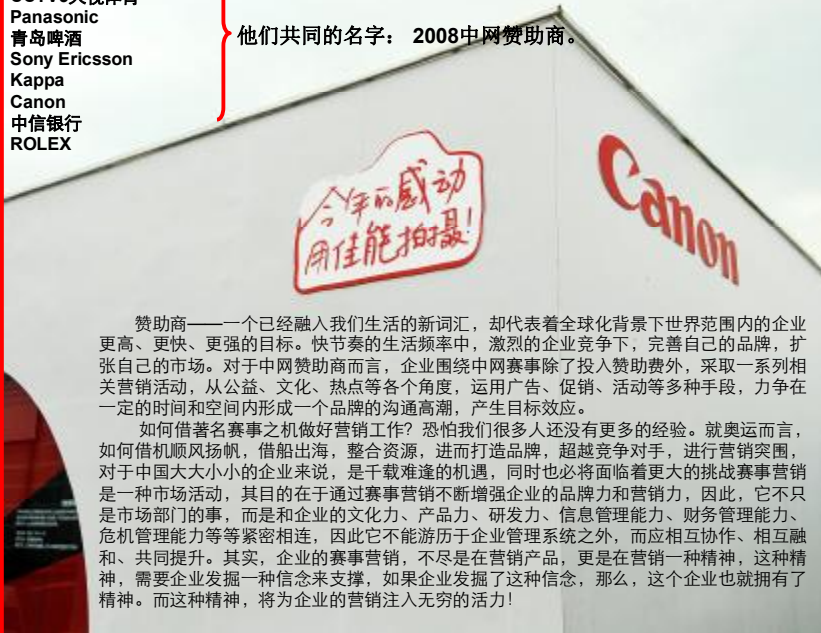 Panasonic
青岛啤酒
Sony Ericsson
Kappa
Canon
中信银行
ROLEX
他们共同的名字： 2008中网赞助商。
今年的感动
用佳能拍摄！
Canon
赞助商——一个已经融入我们生活的新词汇，却代表着全球化背景下世界范围内的企业
更高、更快、更强的目标。快节奏的生活频率中，激烈的企业竞争下，完善自己的品牌，扩
张自己的市场。对于中网赞助商而言，企业围绕中网赛事除了投入赞助费外，采取一系列相
关营销活动，从公益、文化、热点等各个角度，运用广告、促销、活动等多种手段，力争在
一定的时间和空间内形成一个品牌的沟通高潮，产生目标效应。
如何借著名赛事之机做好营销工作？恐怕我们很多人还没有更多的经验。就奥运而言，
如何借机顺风扬帆，借船出海，整合资源，进而打造品牌，超越竞争对手，进行营销突围，
对于中国大大小小的企业来说，是千载难逢的机遇，同时也必将面临着更大的挑战赛事营销
是一种市场活动，其目的在于通过赛事营销不断增强企业的品牌力和营销力，因此，它不只
是市场部门的事，而是和企业的文化力、产品力、研发力、信息管理能力、财务管理能力、
危机管理能力等等紧密相连，因此它不能游历于企业管理系统之外，而应相互协作、相互融
和、共同提升。其实，企业的赛事营销，不尽是在营销产品，更是在营销一种精神，这种精
神，需要企业发掘一种信念来支撑，如果企业发掘了这种信念，那么，这个企业也就拥有了
精神。而这种精神，将为企业的营销注入无穷的活力！